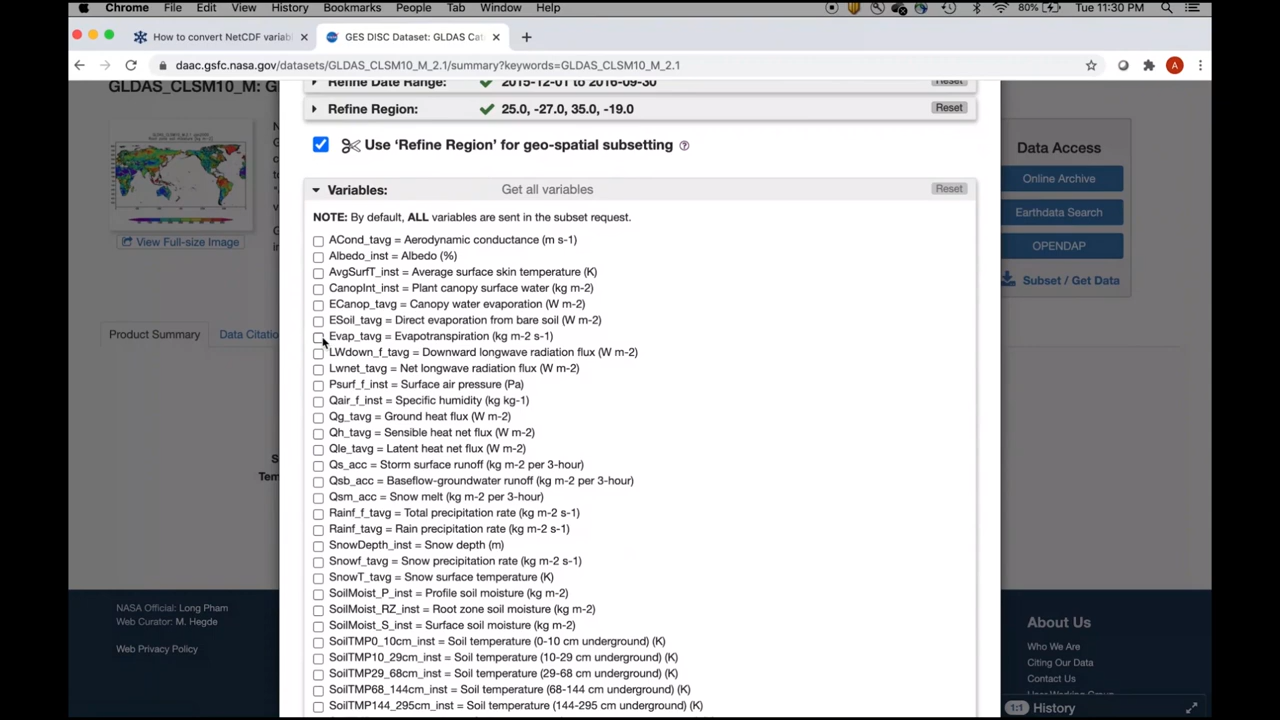 Chrome File Edit View History Bookmarks People Tab Window Help 80% Tue 11:30 PM
How to convert NetCDF variabl × GES DISC Dataset: GLDAS Cat × +
daac.gsfc.nasa.gov/datasets/GLDAS_CLSM10_M_2.1/summary?keywords=GLDAS_CLSM10_M_2.1 A
GLDAS_CLSM10_M: G
Refine Date Range: 2015-12-01 to 2016-09-30 Reset
Refine Region: 25.0, -27.0, 35.0, -19.0 Reset
Use ‘Refine Region’ for geo-spatial subsetting
Variables: Get all variables Reset
NOTE: By default, ALL variables are sent in the subset request.
ACond_tavg = Aerodynamic conductance (m s-1)
Albedo_inst = Albedo (%)
AvgSurfT_inst = Average surface skin temperature (K)
CanopInt_inst = Plant canopy surface water (kg m-2)
ECanop_tavg = Canopy water evaporation (W m-2)
ESoil_tavg = Direct evaporation from bare soil (W m-2)
Evap_tavg = Evapotranspiration (kg m-2 s-1)
LWdown_f_tavg = Downward longwave radiation flux (W m-2)
Lwnet_tavg = Net longwave radiation flux (W m-2)
Psurf_f_inst = Surface air pressure (Pa)
Qair_f_inst = Specific humidity (kg kg-1)
Qg_tavg = Ground heat flux (W m-2)
Qh_tavg = Sensible heat net flux (W m-2)
Qle_tavg = Latent heat net flux (W m-2)
Qs_acc = Storm surface runoff (kg m-2 per 3-hour)
Qsb_acc = Baseflow-groundwater runoff (kg m-2 per 3-hour)
Qsm_acc = Snow melt (kg m-2 per 3-hour)
Rainf_f_tavg = Total precipitation rate (kg m-2 s-1)
Rainf_tavg = Rain precipitation rate (kg m-2 s-1)
SnowDepth_inst = Snow depth (m)
Snowf_tavg = Snow precipitation rate (kg m-2 s-1)
SnowT_tavg = Snow surface temperature (K)
SoilMoist_P_inst = Profile soil moisture (kg m-2)
SoilMoist_RZ_inst = Root zone soil moisture (kg m-2)
SoilMoist_S_inst = Surface soil moisture (kg m-2)
SoilTMP0_10cm_inst = Soil temperature (0-10 cm underground) (K)
SoilTMP10_29cm_inst = Soil temperature (10-29 cm underground) (K)
SoilTMP29_68cm_inst = Soil temperature (29-68 cm underground) (K)
SoilTMP68_144cm_inst = Soil temperature (68-144 cm underground) (K)
SoilTMP144_295cm_inst = Soil temperature (144-295 cm underground) (K)
View Full-size Image
Product Summary Data Citatio
Data Access
Online Archive
Earthdata Search
OPENDAP
Subset / Get Data
NASA Official: Long Pham
Web Curator: M. Hegde
Web Privacy Policy
About Us
Who We Are
Citing Our Data
Contact Us
1:1 History